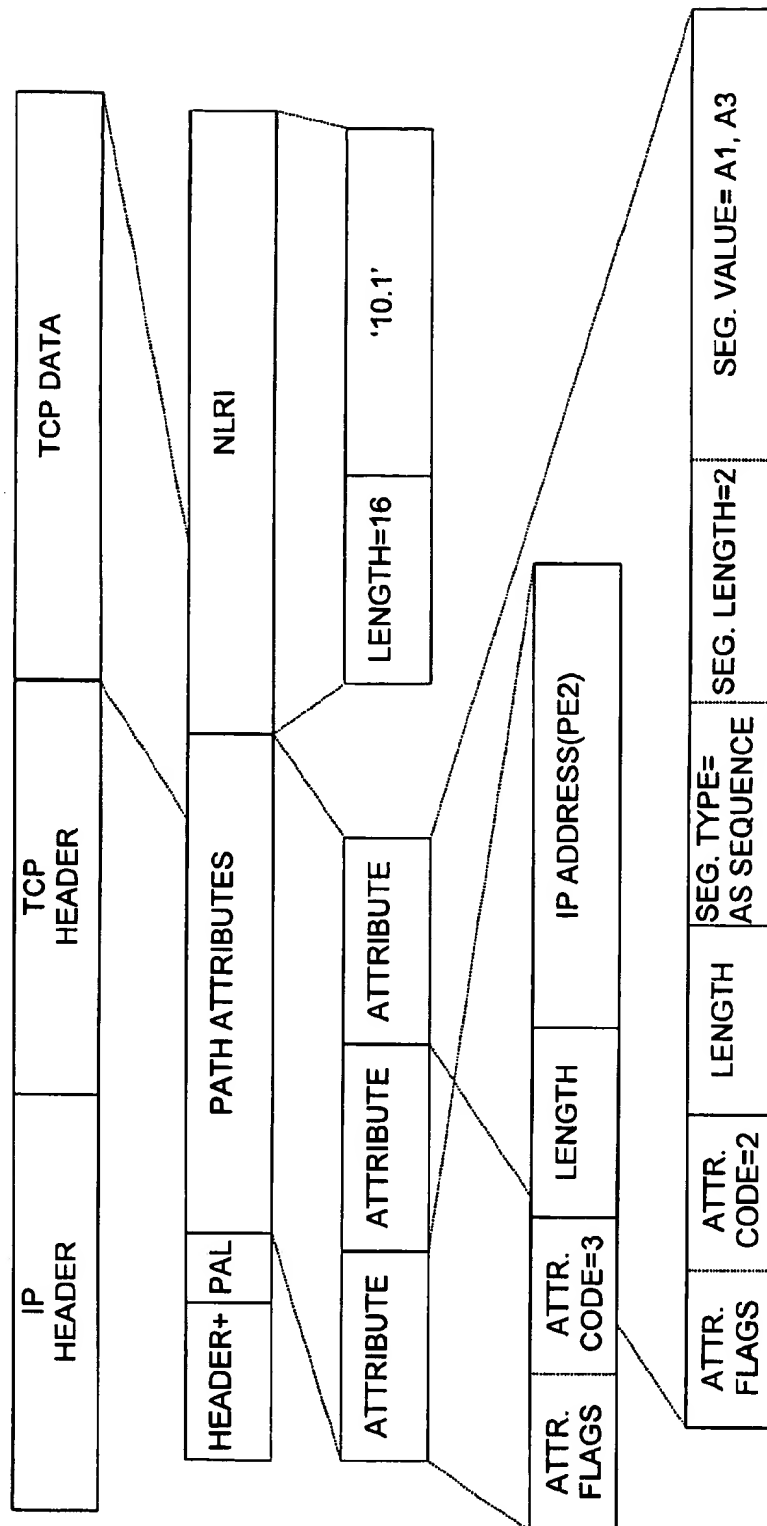 IP
HEADER
TCP
HEADER
TCP DATA
HEADER+
PAL
PATH ATTRIBUTES
NLRI
ATTRIBUTE
ATTRIBUTE
ATTRIBUTE
LENGTH=16
'10.1'
ATTR.
FLAGS
ATTR.
CODE=3
LENGTH
IP ADDRESS(PE2)
ATTR.
FLAGS
ATTR.
CODE=2
LENGTH
SEG. TYPE=
AS SEQUENCE
SEG. LENGTH=2
SEG. VALUE= A1, A3